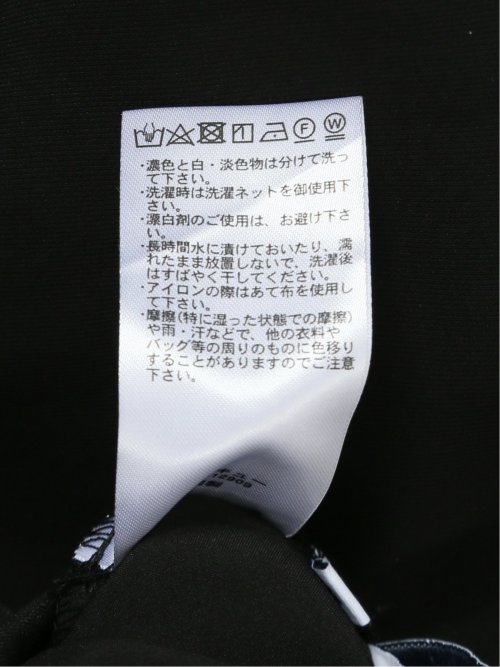 F W
・濃色と白・淡色物は分けて洗っ
て下さい。
・洗濯時は洗濯ネットを御使用下
さい。
・漂白剤のご使用は、お避け下さ
い。
・長時間水に漬けておいたり、濡
れたまま放置しないで、洗濯後
はすばやく干してください。
・アイロンの際はあて布を使用し
て下さい。
・摩擦(特に湿った状態での摩擦)
や雨・汗などで、他の衣料や
バッグ等の周りのものに色移り
することがありますのでご注意
下さい。
キュー
製